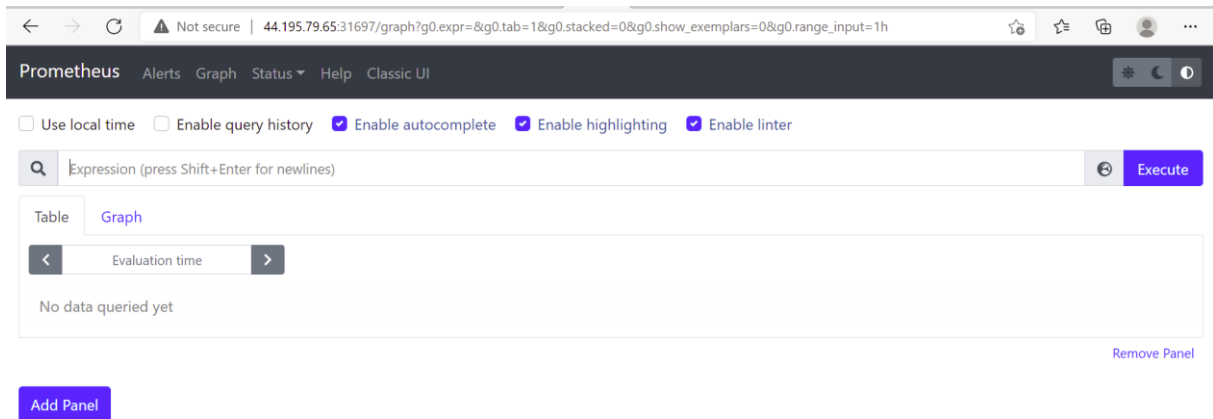 Not secure | 44.195.79.65:31697/graph?g0.expr=&g0.tab=1&g0.stacked=0&g0.show_exemplars=0&g0.range_input=1h
Prometheus Alerts Graph Status Help Classic UI
Use local time Enable query history Enable autocomplete Enable highlighting Enable linter
Expression (press Shift+Enter for newlines) Execute
Table Graph
Evaluation time
No data queried yet
Remove Panel
Add Panel